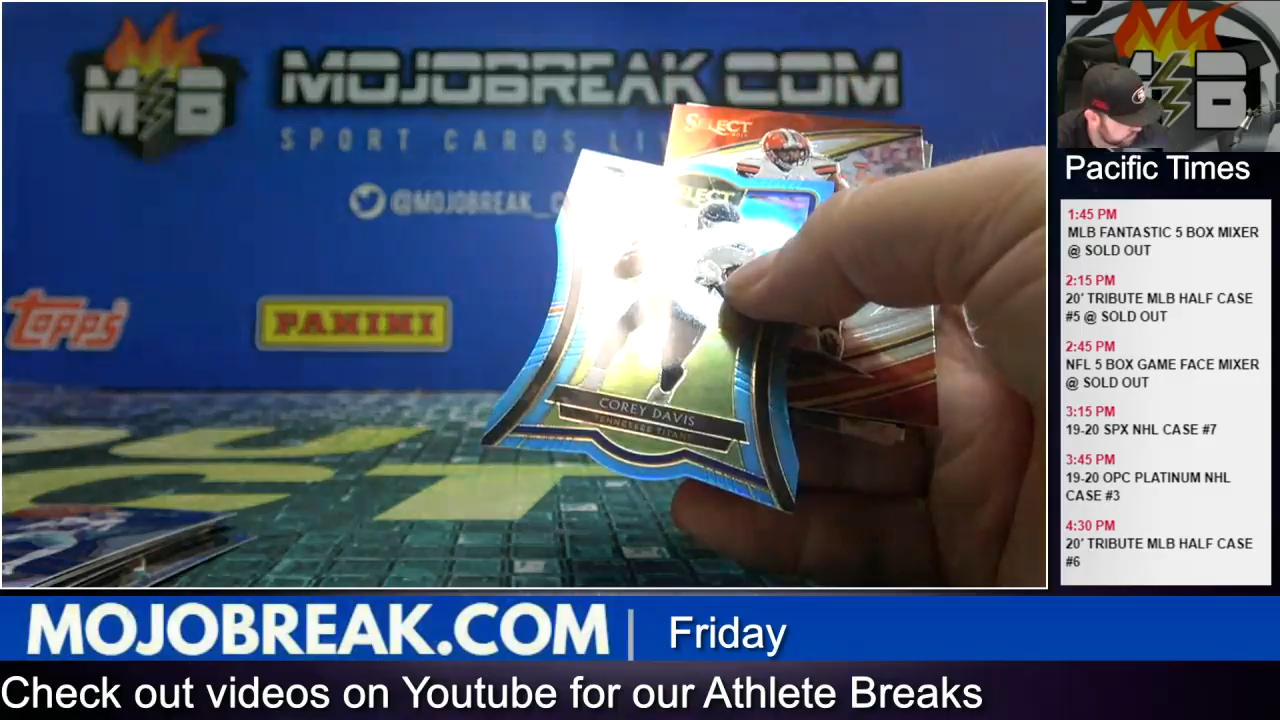 M B
MOJOBREAK.COM
SPORT CARDS LI
@MOJOBREAK_C
topps
PANINI
SELECT
COREY DAVIS
TENNESSEE TITANS
B
Pacific Times
1:45 PM
MLB FANTASTIC 5 BOX MIXER
@ SOLD OUT
2:15 PM
20' TRIBUTE MLB HALF CASE
#5 @ SOLD OUT
2:45 PM
NFL 5 BOX GAME FACE MIXER
@ SOLD OUT
3:15 PM
19-20 SPX NHL CASE #7
3:45 PM
19-20 OPC PLATINUM NHL
CASE #3
4:30 PM
20' TRIBUTE MLB HALF CASE
#6
MOJOBREAK.COM | Friday
Check out videos on Youtube for our Athlete Breaks